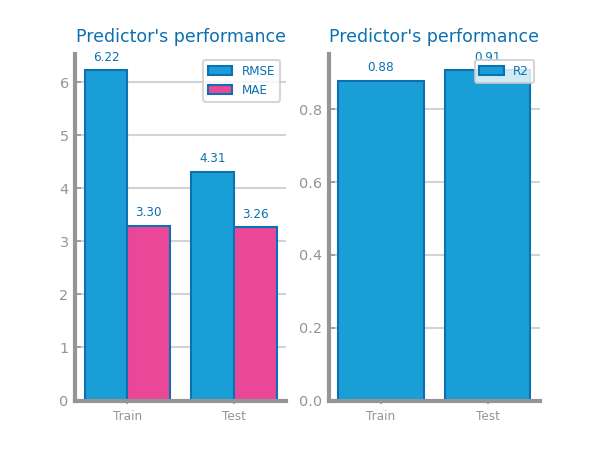 Predictor's performance
6.22
RMSE
MAE
4.31
3.30
3.26
6
5
4
3
2
1
0
Train
Test
Predictor's performance
0.88
0.91
R2
0.8
0.6
0.4
0.2
0.0
Train
Test